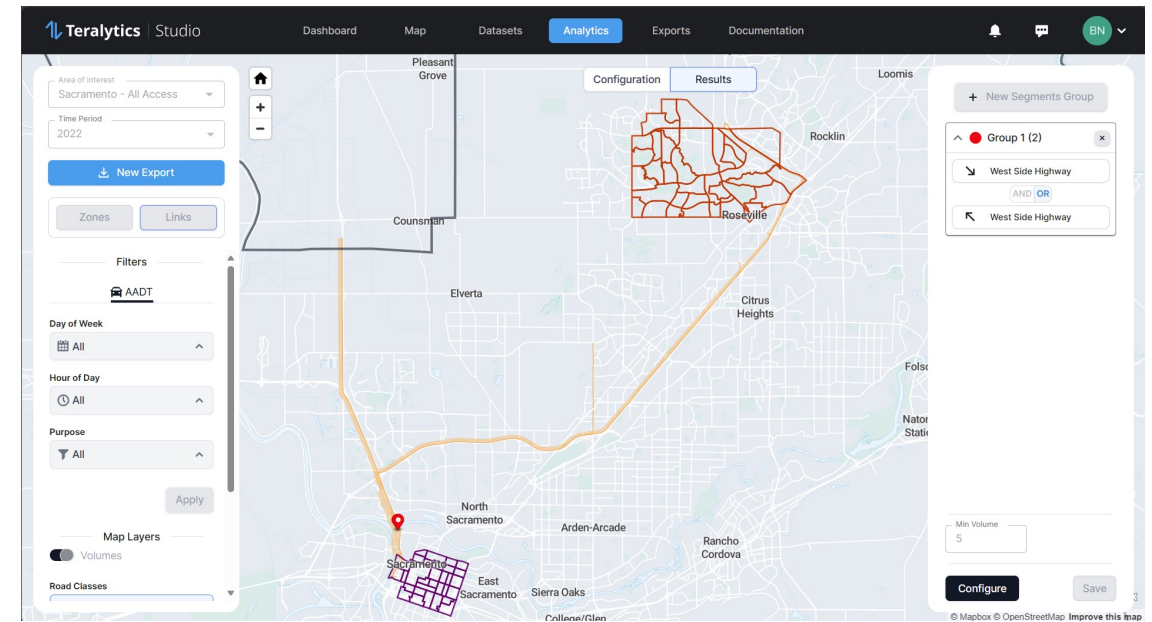 Teralytics | Studio
Dashboard
Map
Datasets
Analytics
Exports
Documentation
BN
Area of interest
Sacramento - All Access
Time Period
2022
New Export
Zones
Links
Filters
AADT
Day of Week
All
Hour of Day
All
Purpose
All
Apply
Map Layers
Volumes
Road Classes
+
−
Configuration
Results
Pleasant
Grove
Loomis
Rocklin
Roseville
Counsman
Elverta
Citrus
Heights
Folso
Nator
Statio
North
Sacramento
Arden-Arcade
Rancho
Cordova
Sacramento
East
Sacramento
Sierra Oaks
College/Glen
+ New Segments Group
Group 1 (2)
×
West Side Highway
AND OR
West Side Highway
Min Volume
5
Configure
Save
3
© Mapbox © OpenStreetMap Improve this map